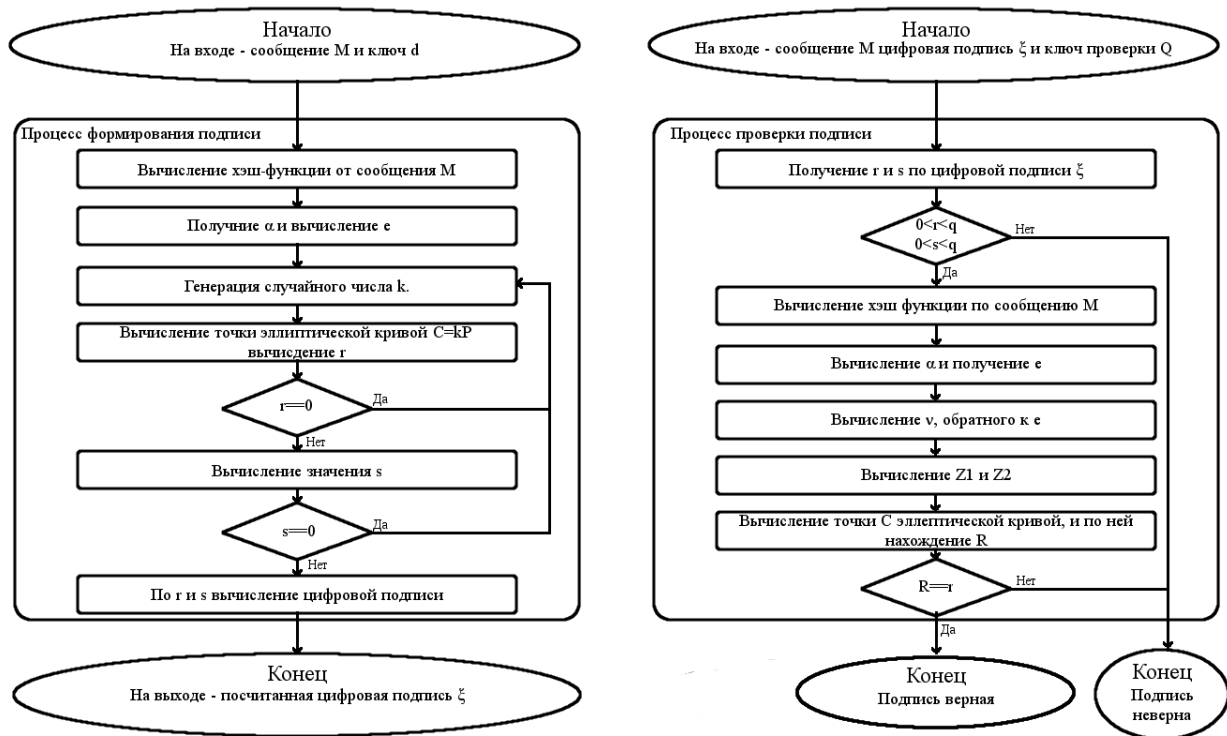 Начало
На входе - сообщение М и ключ d
Процесс формирования подписи
Вычисление хэш-функции от сообщения М
Получние α и вычисление e
Генерация случайного числа k.
Вычисление точки эллиптической кривой C=kP
вычисдение r
r==0
Да
Нет
Вычисление значения s
s==0
Да
Нет
По r и s вычисление цифровой подписи
Конец
На выходе - посчитанная цифровая подпись ξ
Начало
На входе - сообщение М цифровая подпись ξ и ключ проверки Q
Процесс проверки подписи
Получение r и s по цифровой подписи ξ
0<r<q
0<s<q
Нет
Да
Вычисление хэш функции по сообщению М
Вычисление α и получение e
Вычисление ν, обратного к e
Вычисление Z1 и Z2
Вычисление точки С эллептической кривой, и по ней
нахождение R
R==r
Нет
Да
Конец
Подпись верная
Конец
Подпись
неверна